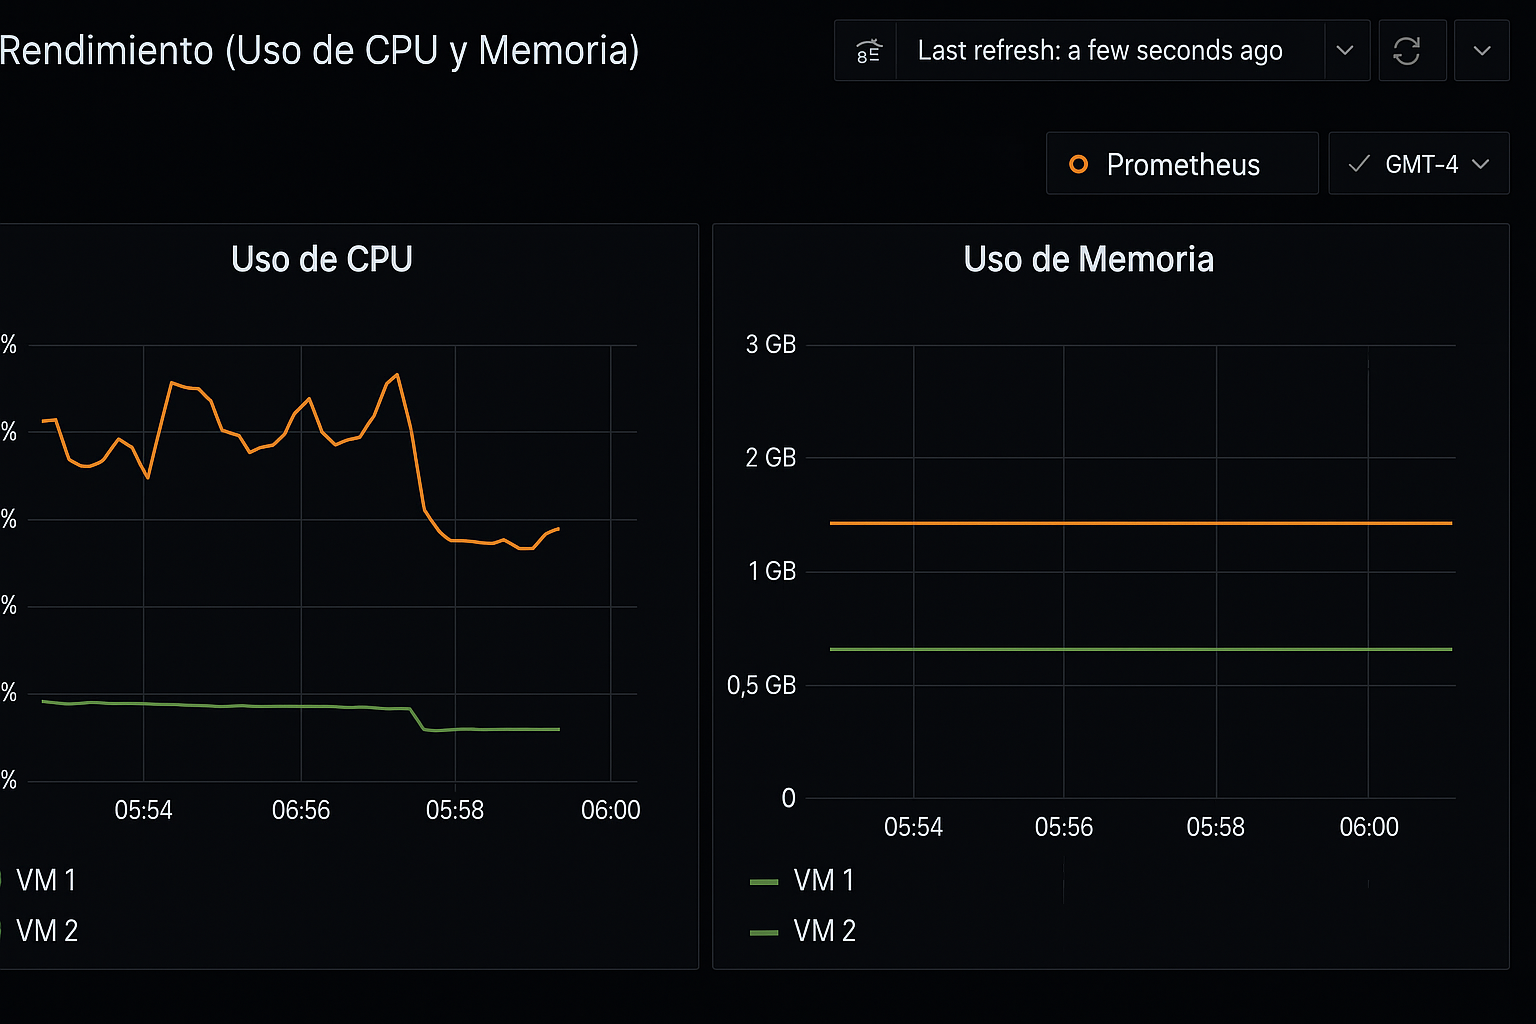 Rendimiento (Uso de CPU y Memoria)
Last refresh: a few seconds ago
Prometheus
GMT-4
Uso de CPU
%
%
%
%
%
%
05:54 06:56 05:58 06:00
VM 1
VM 2
Uso de Memoria
3 GB
2 GB
1 GB
0,5 GB
0
05:54 05:56 05:58 06:00
VM 1
VM 2